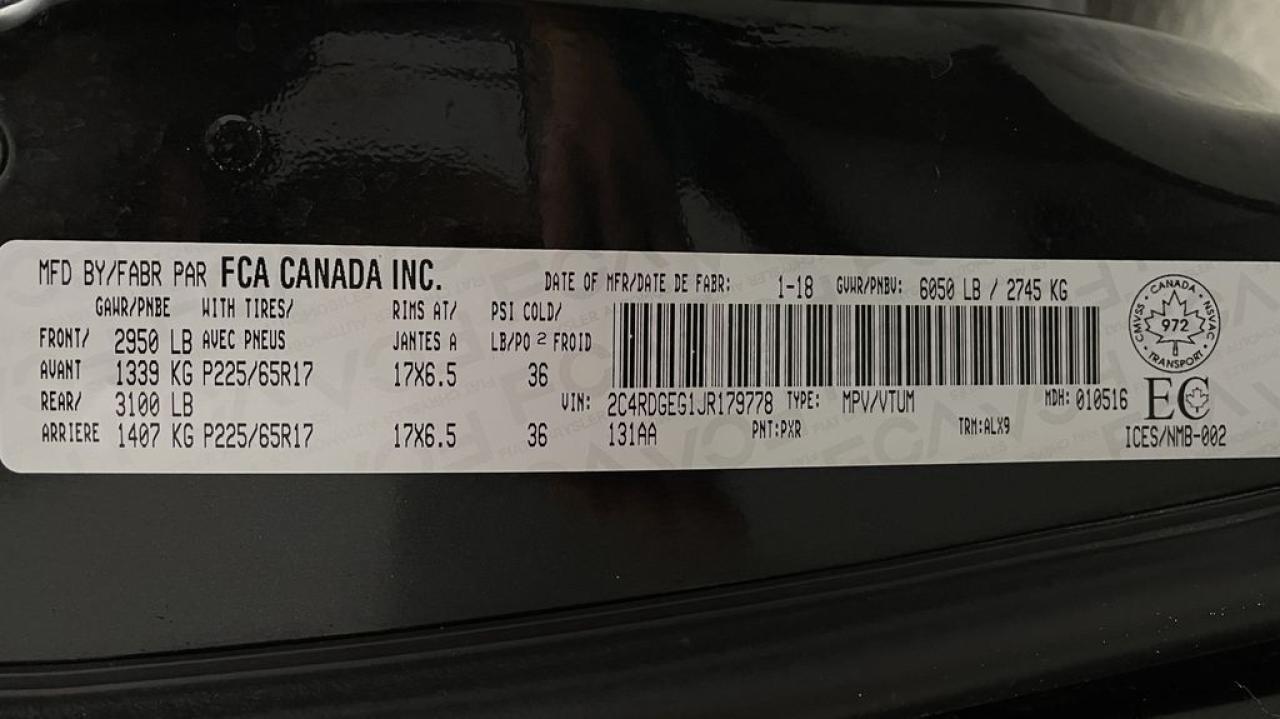 MFD BY/FABR PAR FCA CANADA INC. DATE OF MFR/DATE DE FABR: 1-18 GVWR/PNBV: 6050 LB / 2745 KG
GAWR/PNBE WITH TIRES/ RIMS AT/ PSI COLD/
FRONT/ 2950 LB AVEC PNEUS JANTES A LB/PO 2 FROID
AVANT 1339 KG P225/65R17 17X6.5 36
REAR/ 3100 LB VIN: 2C4RDGEG1JR179778 TYPE: MPV/VTUM MDH: 010516
ARRIERE 1407 KG P225/65R17 17X6.5 36 131AA PNT:PXR TRM:ALX9
CANADA
CMVSS 972 NSVAC
TRANSPORT
EC
ICES/NMB-002